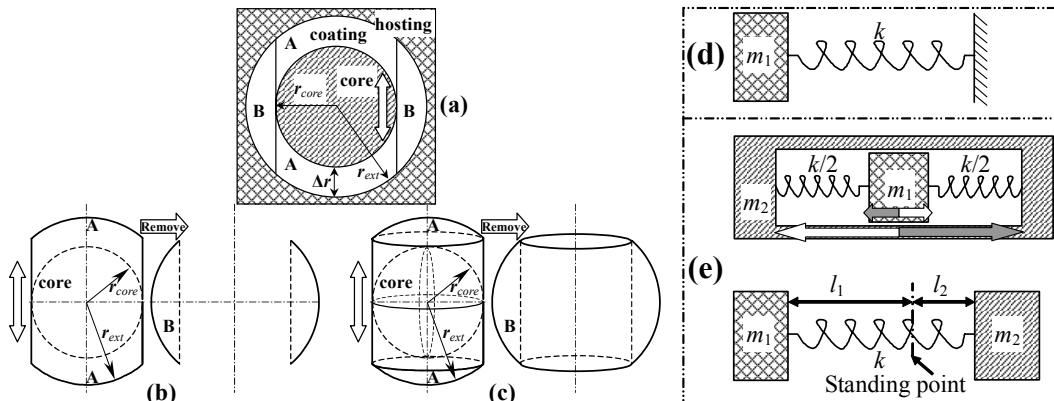 hosting
A
coating
core
r_core
B
B
A
r_ext
Δr
(a)
A
Remove
core
r_core
r_ext
B
A
(b)
A
Remove
core
r_core
r_ext
B
A
(c)
k
(d)
m₁
k/2
k/2
m₁
m₂
(e)
l₁
l₂
m₁
m₂
k
Standing point